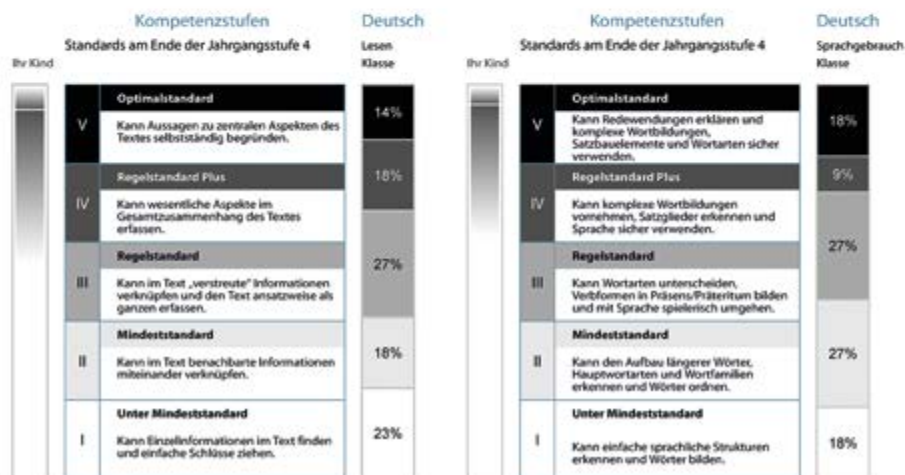 Kompetenzstufen
Deutsch
Standards am Ende der Jahrgangsstufe 4
Lesen
Klasse
Ihr Kind
V
Optimalstandard
Kann Aussagen zu zentralen Aspekten des
Textes selbstständig begründen.
14%
IV
Regelstandard Plus
Kann wesentliche Aspekte im
Gesamtzusammenhang des Textes
erfassen.
18%
III
Regelstandard
Kann im Text „verstreute" Informationen
verknüpfen und den Text ansatzweise als
ganzen erfassen.
27%
II
Mindeststandard
Kann im Text benachbarte Informationen
miteinander verknüpfen.
18%
I
Unter Mindeststandard
Kann Einzelinformationen im Text finden
und einfache Schlüsse ziehen.
23%
Kompetenzstufen
Deutsch
Standards am Ende der Jahrgangsstufe 4
Sprachgebrauch
Klasse
Ihr Kind
V
Optimalstandard
Kann Redewendungen erklären und
komplexe Wortbildungen,
Satzbauelemente und Wortarten sicher
verwenden.
18%
IV
Regelstandard Plus
Kann komplexe Wortbildungen
vornehmen, Satzglieder erkennen und
Sprache sicher verwenden.
9%
III
Regelstandard
Kann Wortarten unterscheiden,
Verbformen in Präsens/Präteritum bilden
und mit Sprache spielerisch umgehen.
27%
II
Mindeststandard
Kann den Aufbau längerer Wörter,
Hauptwortarten und Wortfamilien
erkennen und Wörter ordnen.
27%
I
Unter Mindeststandard
Kann einfache sprachliche Strukturen
erkennen und Wörter bilden.
18%